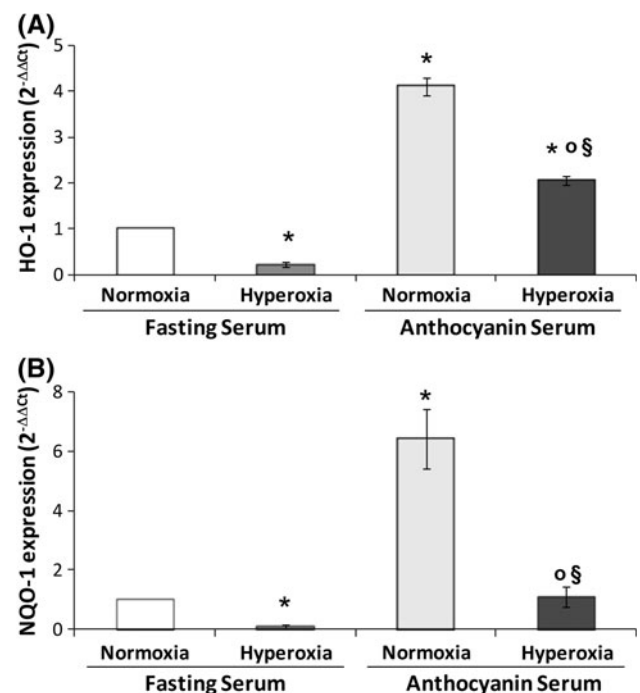 (A)
HO-1 expression (2-ΔΔCt)
5
4
3
2
1
0
*
*
*
* o §
Normoxia Hyperoxia Normoxia Hyperoxia
Fasting Serum Anthocyanin Serum
(B)
NQO-1 expression (2-ΔΔCt)
8
6
4
2
0
*
*
o §
Normoxia Hyperoxia Normoxia Hyperoxia
Fasting Serum Anthocyanin Serum